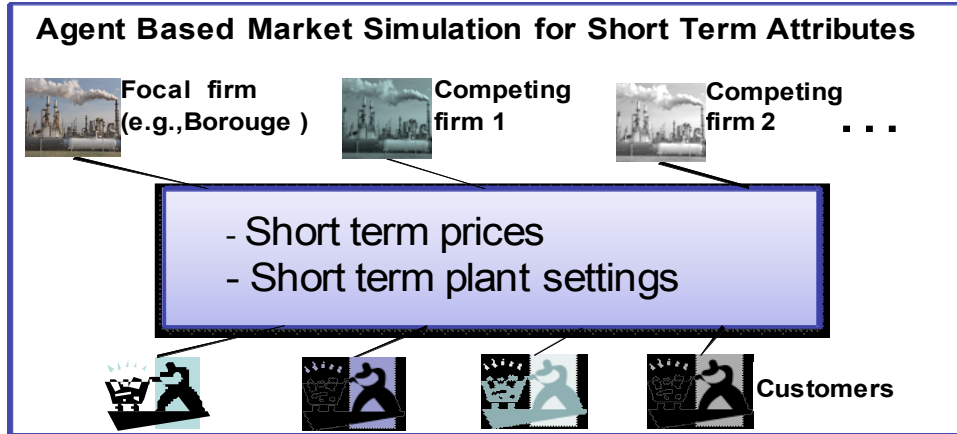 Agent Based Market Simulation for Short Term Attributes
Focal firm
(e.g.,Borouge )
Competing
firm 1
Competing
firm 2
. . .
- Short term prices
- Short term plant settings
Customers